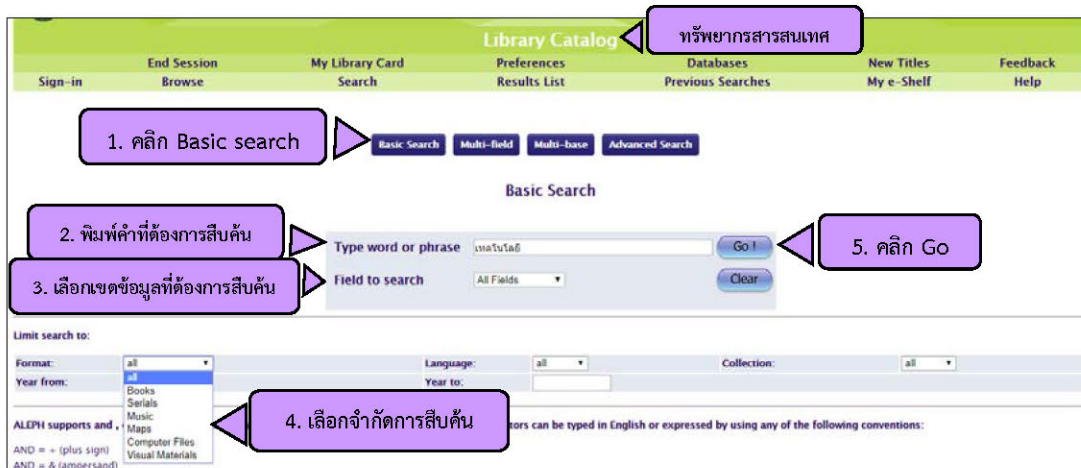 Library Catalog
ทรัพยากรสารสนเทศ
End Session My Library Card Preferences Databases New Titles Feedback
Sign-in Browse Search Results List Previous Searches My e-Shelf Help
1. คลิก Basic search
Basic Search Multi-field Multi-base Advanced Search
Basic Search
2. พิมพ์คำที่ต้องการสืบค้น
Type word or phrase เทคโนโลยี Go !
5. คลิก Go
3. เลือกเขตข้อมูลที่ต้องการสืบค้น
Field to search All Fields Clear
Limit search to:
Format: all Language: all Collection: all
Year from: Year to:
all
Books
Serials
Music
Maps
Computer Files
Visual Materials
4. เลือกจำกัดการสืบค้น
ALEPH supports and , tors can be typed in English or expressed by using any of the following conventions:
AND = + (plus sign)
AND = & (ampersand)